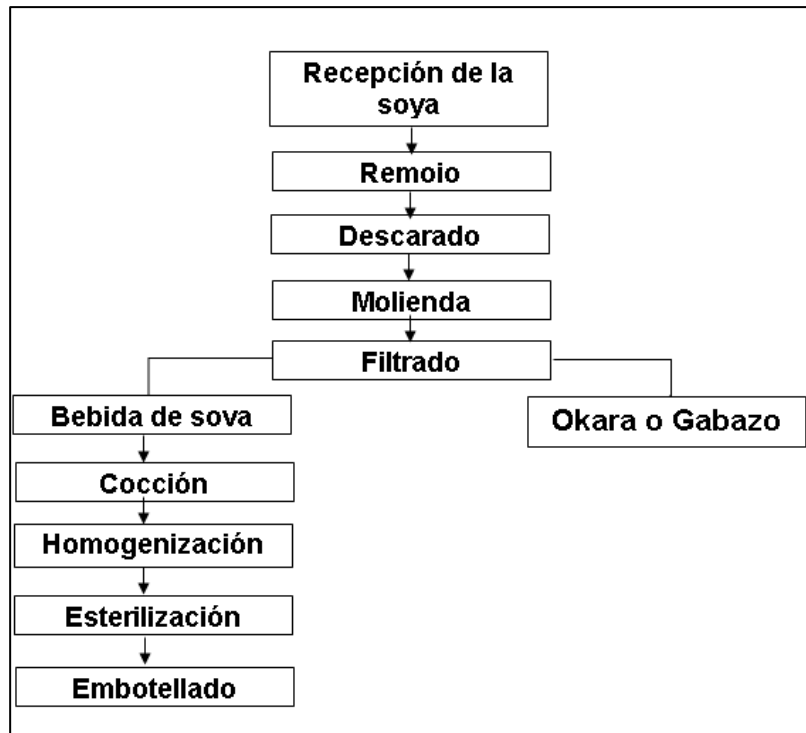 Recepción de la
soya
Remoio
Descarado
Molienda
Filtrado
Bebida de sova
Okara o Gabazo
Cocción
Homogenización
Esterilización
Embotellado